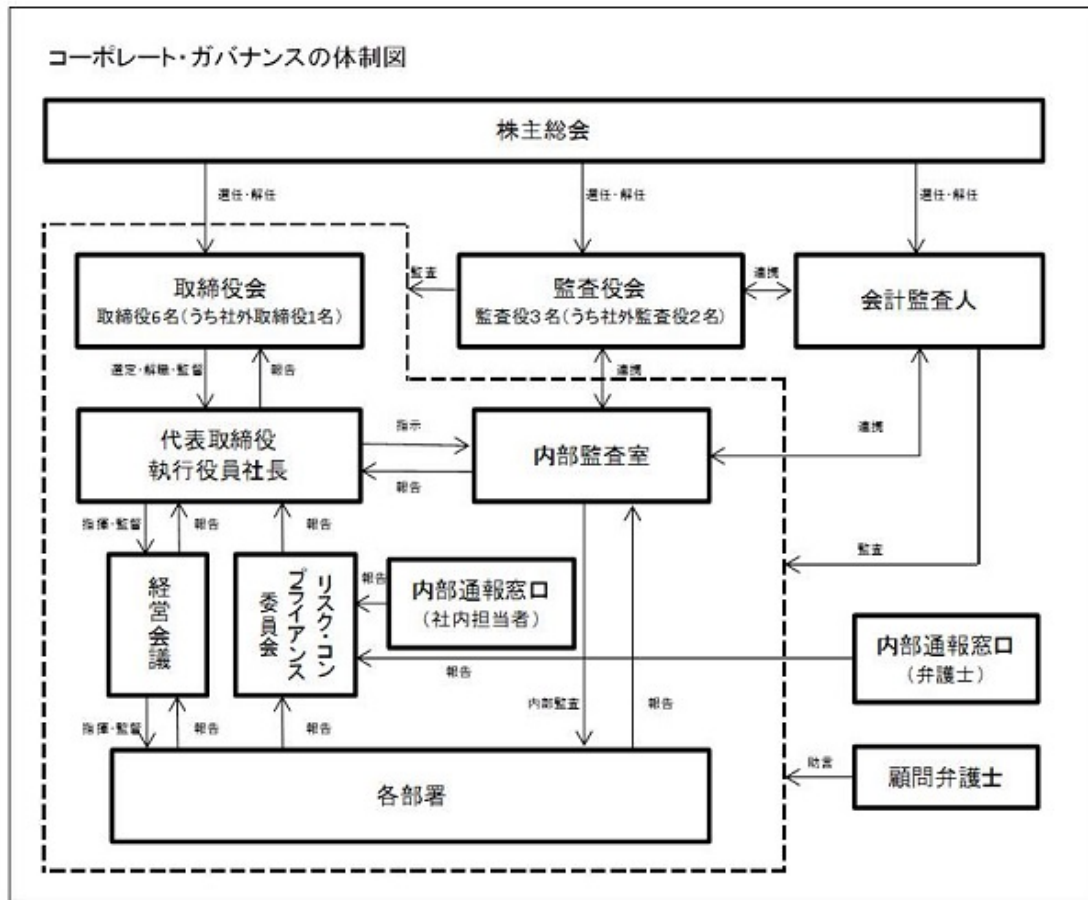 コーポレート・ガバナンスの体制図
株主総会
選任・解任
選任・解任
選任・解任
取締役会
取締役6名(うち社外取締役1名)
監査
監査役会
監査役3名(うち社外監査役2名)
連携
会計監査人
選定・解職・監督
報告
連携
代表取締役
執行役員社長
指示
報告
内部監査室
連携
指揮・監督
報告
報告
監査
経営会議
リスク・コン
プライアンス
委員会
報告
内部通報窓口
(社内担当者)
報告
内部通報窓口
(弁護士)
指揮・監督
報告
報告
内部監査
報告
各部署
助言
顧問弁護士